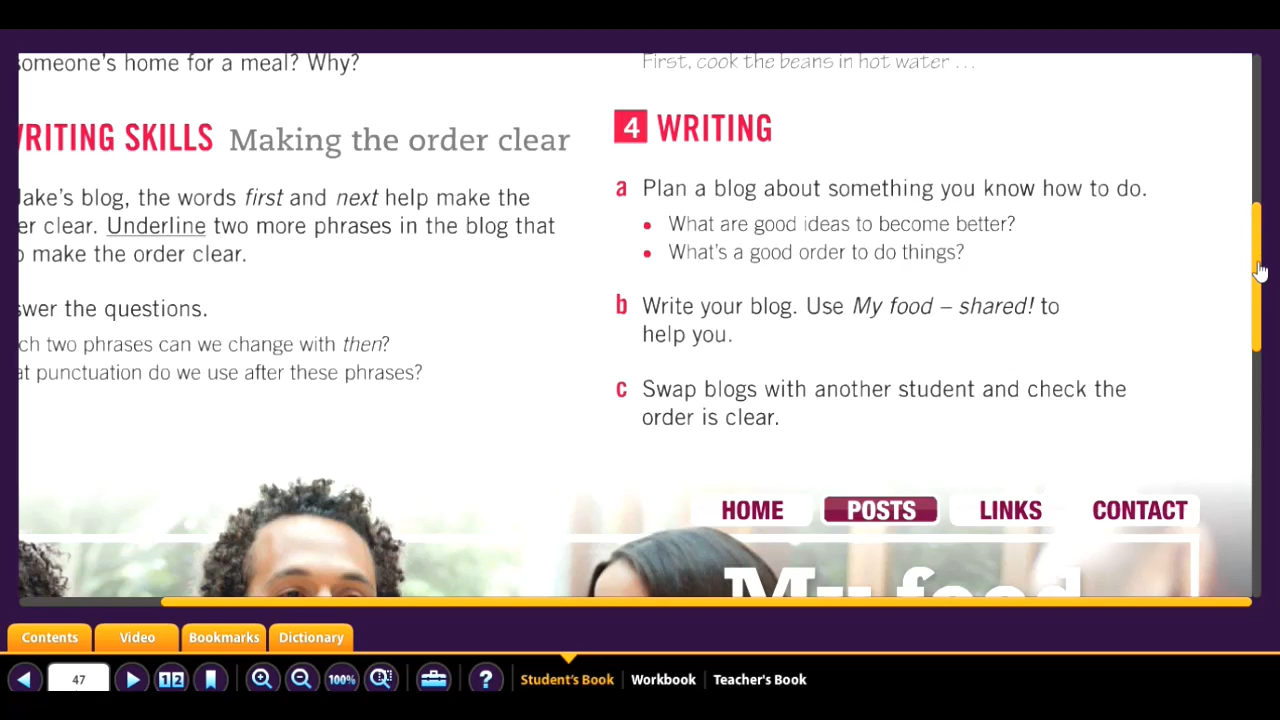 someone's home for a meal? Why?
WRITING SKILLS Making the order clear
Jake's blog, the words first and next help make the
er clear. Underline two more phrases in the blog that
make the order clear.
swer the questions.
ch two phrases can we change with then?
at punctuation do we use after these phrases?
First, cook the beans in hot water ...
4 WRITING
a Plan a blog about something you know how to do.
• What are good ideas to become better?
• What's a good order to do things?
b Write your blog. Use My food – shared! to
help you.
c Swap blogs with another student and check the
order is clear.
HOME POSTS LINKS CONTACT
My food
Contents Video Bookmarks Dictionary
47 12 100% ? Student's Book Workbook Teacher's Book